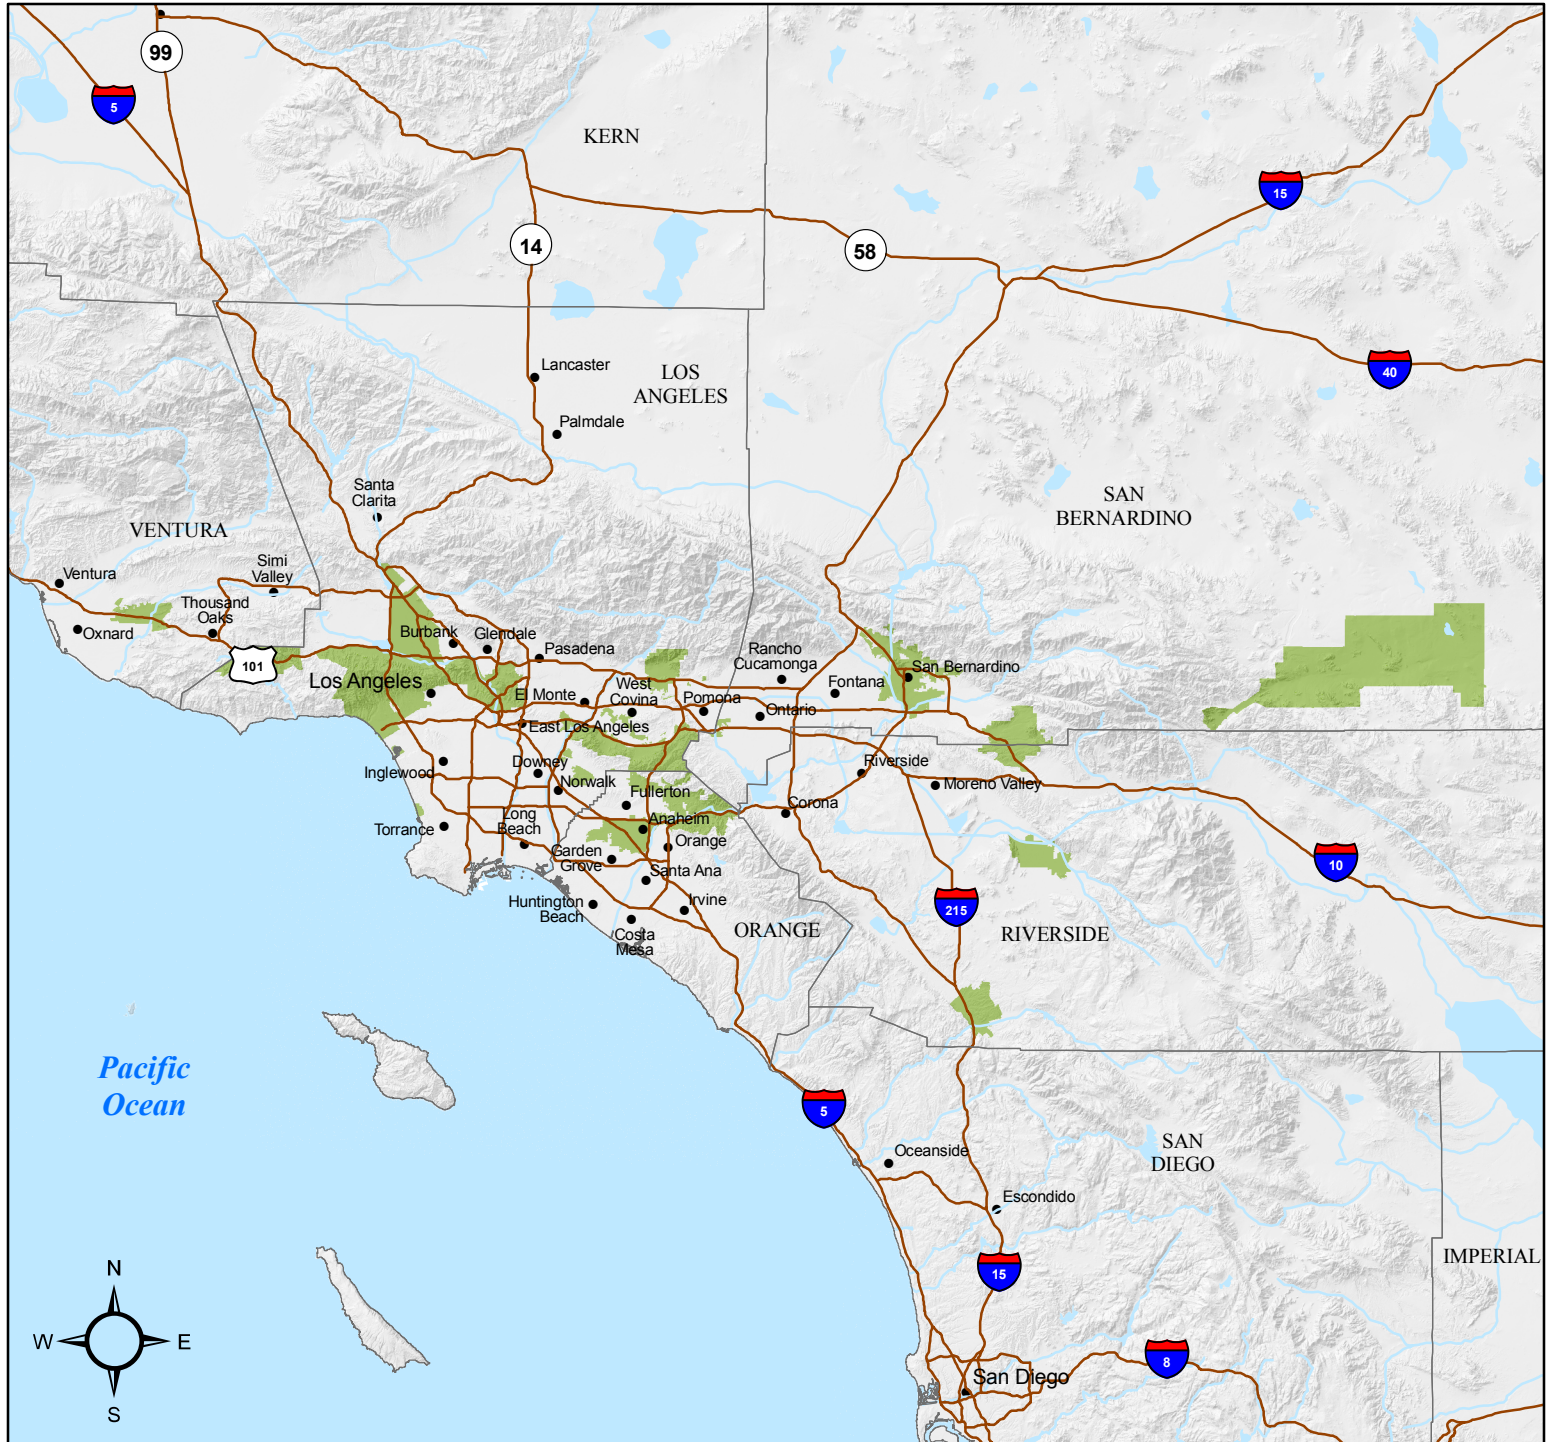 99
5
KERN
15
14
58
40
Lancaster
LOS
ANGELES
Palmdale
Santa
Clarita
SAN
BERNARDINO
VENTURA
Simi
Valley
Ventura
Thousand
Oaks
Oxnard
Burbank
Glendale
Pasadena
Rancho
Cucamonga
101
Los Angeles
El Monte
West
Covina
Pomona
Fontana
San Bernardino
Ontario
East Los Angeles
Inglewood
Downey
Norwalk
Riverside
Moreno Valley
Fullerton
Corona
Torrance
Long
Beach
Anaheim
Orange
Garden
Grove
Santa Ana
10
Huntington
Beach
Irvine
Costa
Mesa
ORANGE
215
RIVERSIDE
Pacific
Ocean
5
Oceanside
SAN
DIEGO
Escondido
IMPERIAL
15
N
W
E
S
8
San Diego